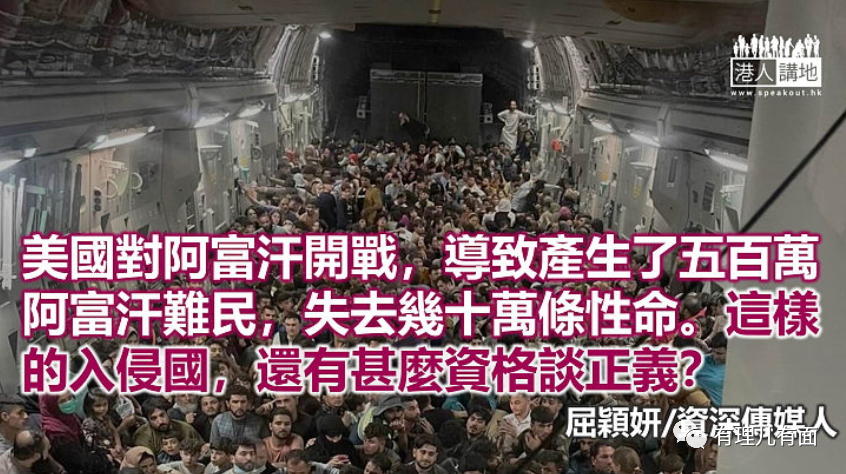 港人講地
www.speakout.hk
美國對阿富汗開戰，導致產生了五百萬
阿富汗難民，失去幾十萬條性命。這樣
的入侵國，還有甚麼資格談正義？
屈穎妍/資深傳媒人
有理儿有面